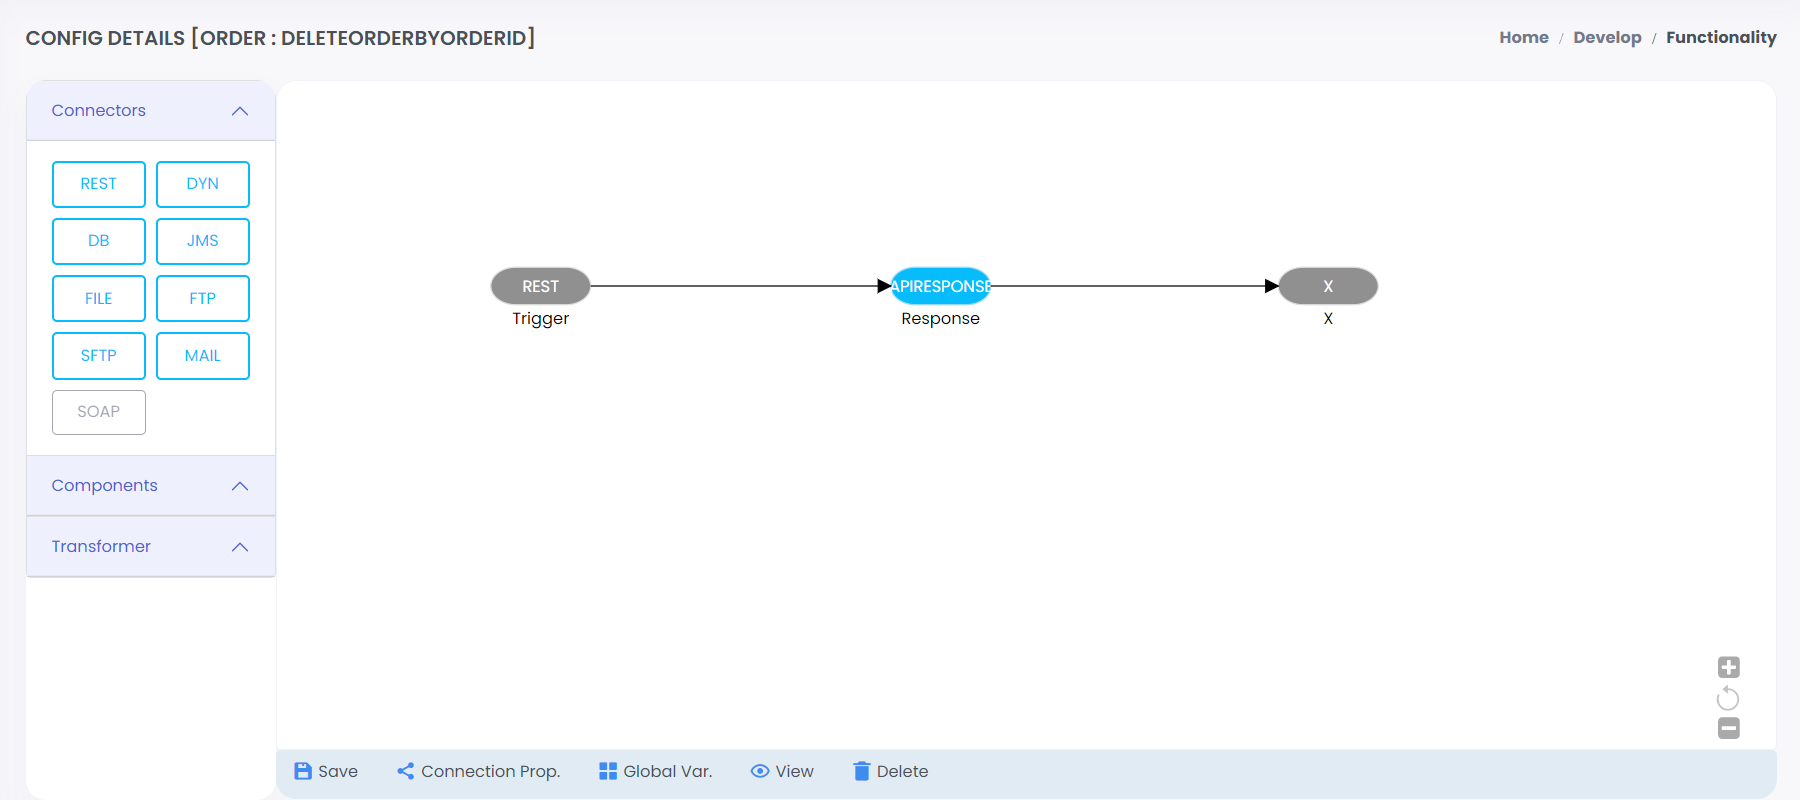 CONFIG DETAILS [ORDER : DELETEORDERBYORDERID]
Home / Develop / Functionality
Connectors
REST DYN
DB JMS
FILE FTP
SFTP MAIL
SOAP
Components
Transformer
REST
Trigger
APIRESPONSE
Response
X
X
Save Connection Prop. Global Var. View Delete